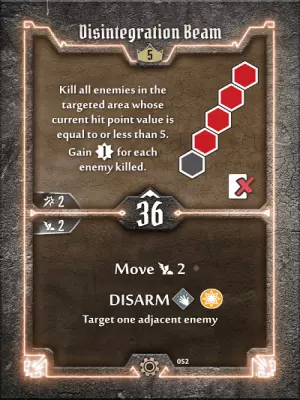 Disintegration Beam
5
Kill all enemies in the
targeted area whose
current hit point value is
equal to or less than 5.
Gain 1 for each
enemy killed.
2
36
2
Move 2
DISARM
Target one adjacent enemy
052